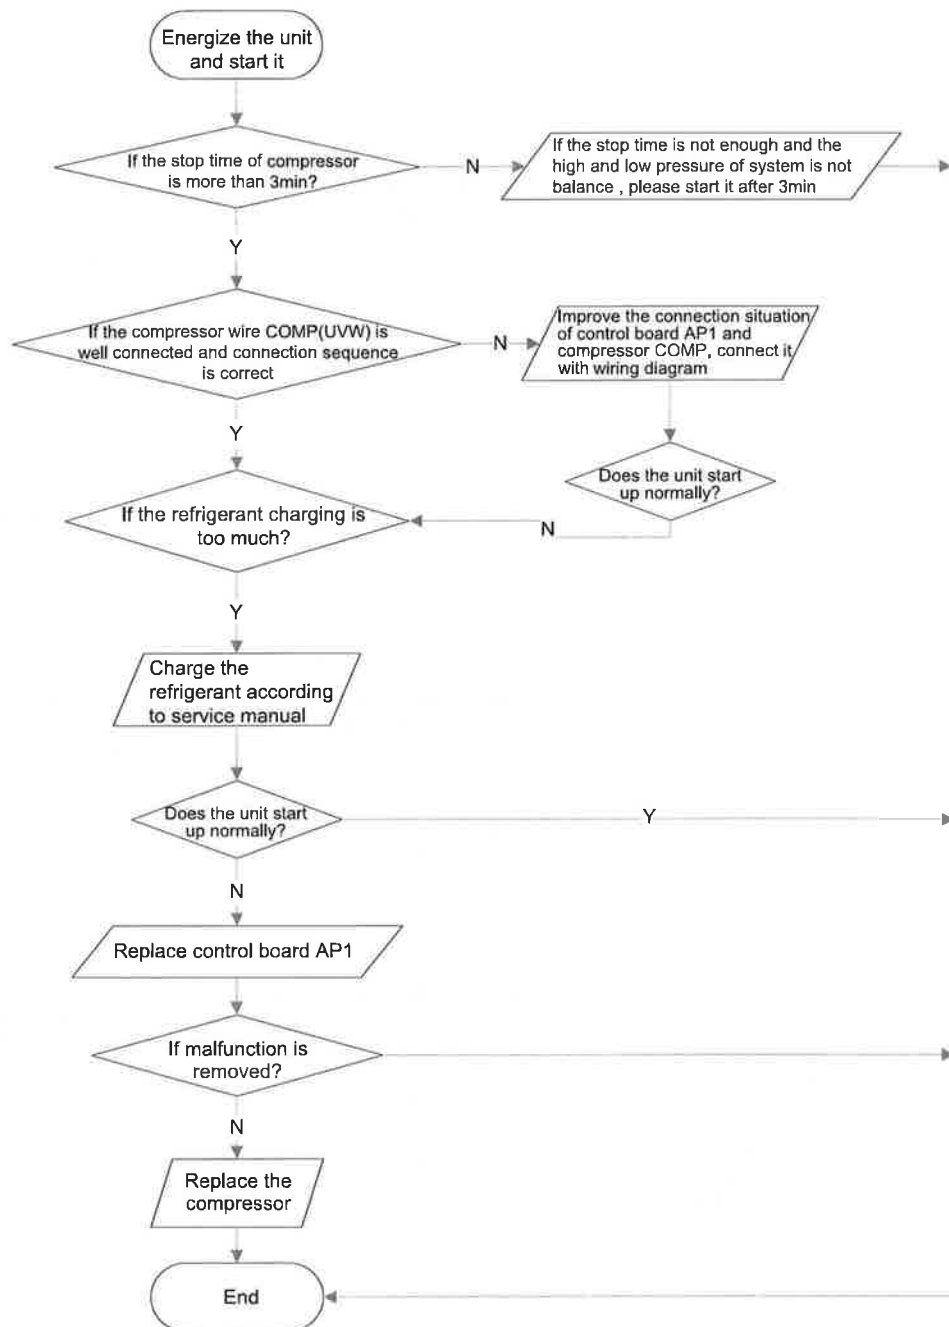 Energize the unit
and start it
If the stop time of compressor
is more than 3min?
N
If the stop time is not enough and the
high and low pressure of system is not
balance , please start it after 3min
Y
If the compressor wire COMP(UVW) is
well connected and connection sequence
is correct
N
Improve the connection situation
of control board AP1 and
compressor COMP, connect it
with wiring diagram
Y
Does the unit start
up normally?
N
If the refrigerant charging is
too much?
Y
Charge the
refrigerant according
to service manual
Does the unit start
up normally?
Y
N
Replace control board AP1
If malfunction is
removed?
N
Replace the
compressor
End